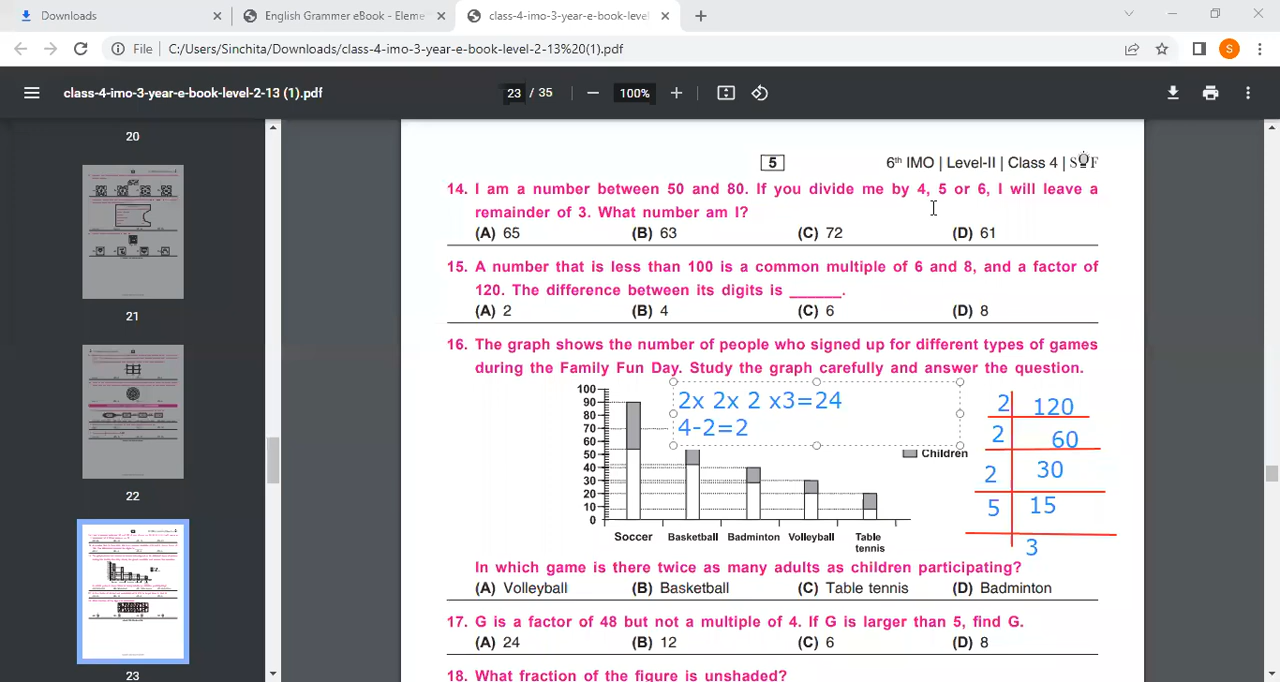 Downloads
English Grammer eBook - Eleme
class-4-imo-3-year-e-book-level
File
C:/Users/Sinchita/Downloads/class-4-imo-3-year-e-book-level-2-13%20(1).pdf
S
class-4-imo-3-year-e-book-level-2-13 (1).pdf
23 / 35
100%
20
21
22
23
5
6th IMO | Level-II | Class 4 | SOF
14. I am a number between 50 and 80. If you divide me by 4, 5 or 6, I will leave a
remainder of 3. What number am I?
(A) 65 (B) 63 (C) 72 (D) 61
15. A number that is less than 100 is a common multiple of 6 and 8, and a factor of
120. The difference between its digits is ______.
(A) 2 (B) 4 (C) 6 (D) 8
16. The graph shows the number of people who signed up for different types of games
during the Family Fun Day. Study the graph carefully and answer the question.
100
90
80
70
60
50
40
30
20
10
0
2x 2x 2 x3=24
4-2=2
Children
Soccer Basketball Badminton Volleyball Table
tennis
2 120
2 60
2 30
5 15
3
In which game is there twice as many adults as children participating?
(A) Volleyball (B) Basketball (C) Table tennis (D) Badminton
17. G is a factor of 48 but not a multiple of 4. If G is larger than 5, find G.
(A) 24 (B) 12 (C) 6 (D) 8
18. What fraction of the figure is unshaded?